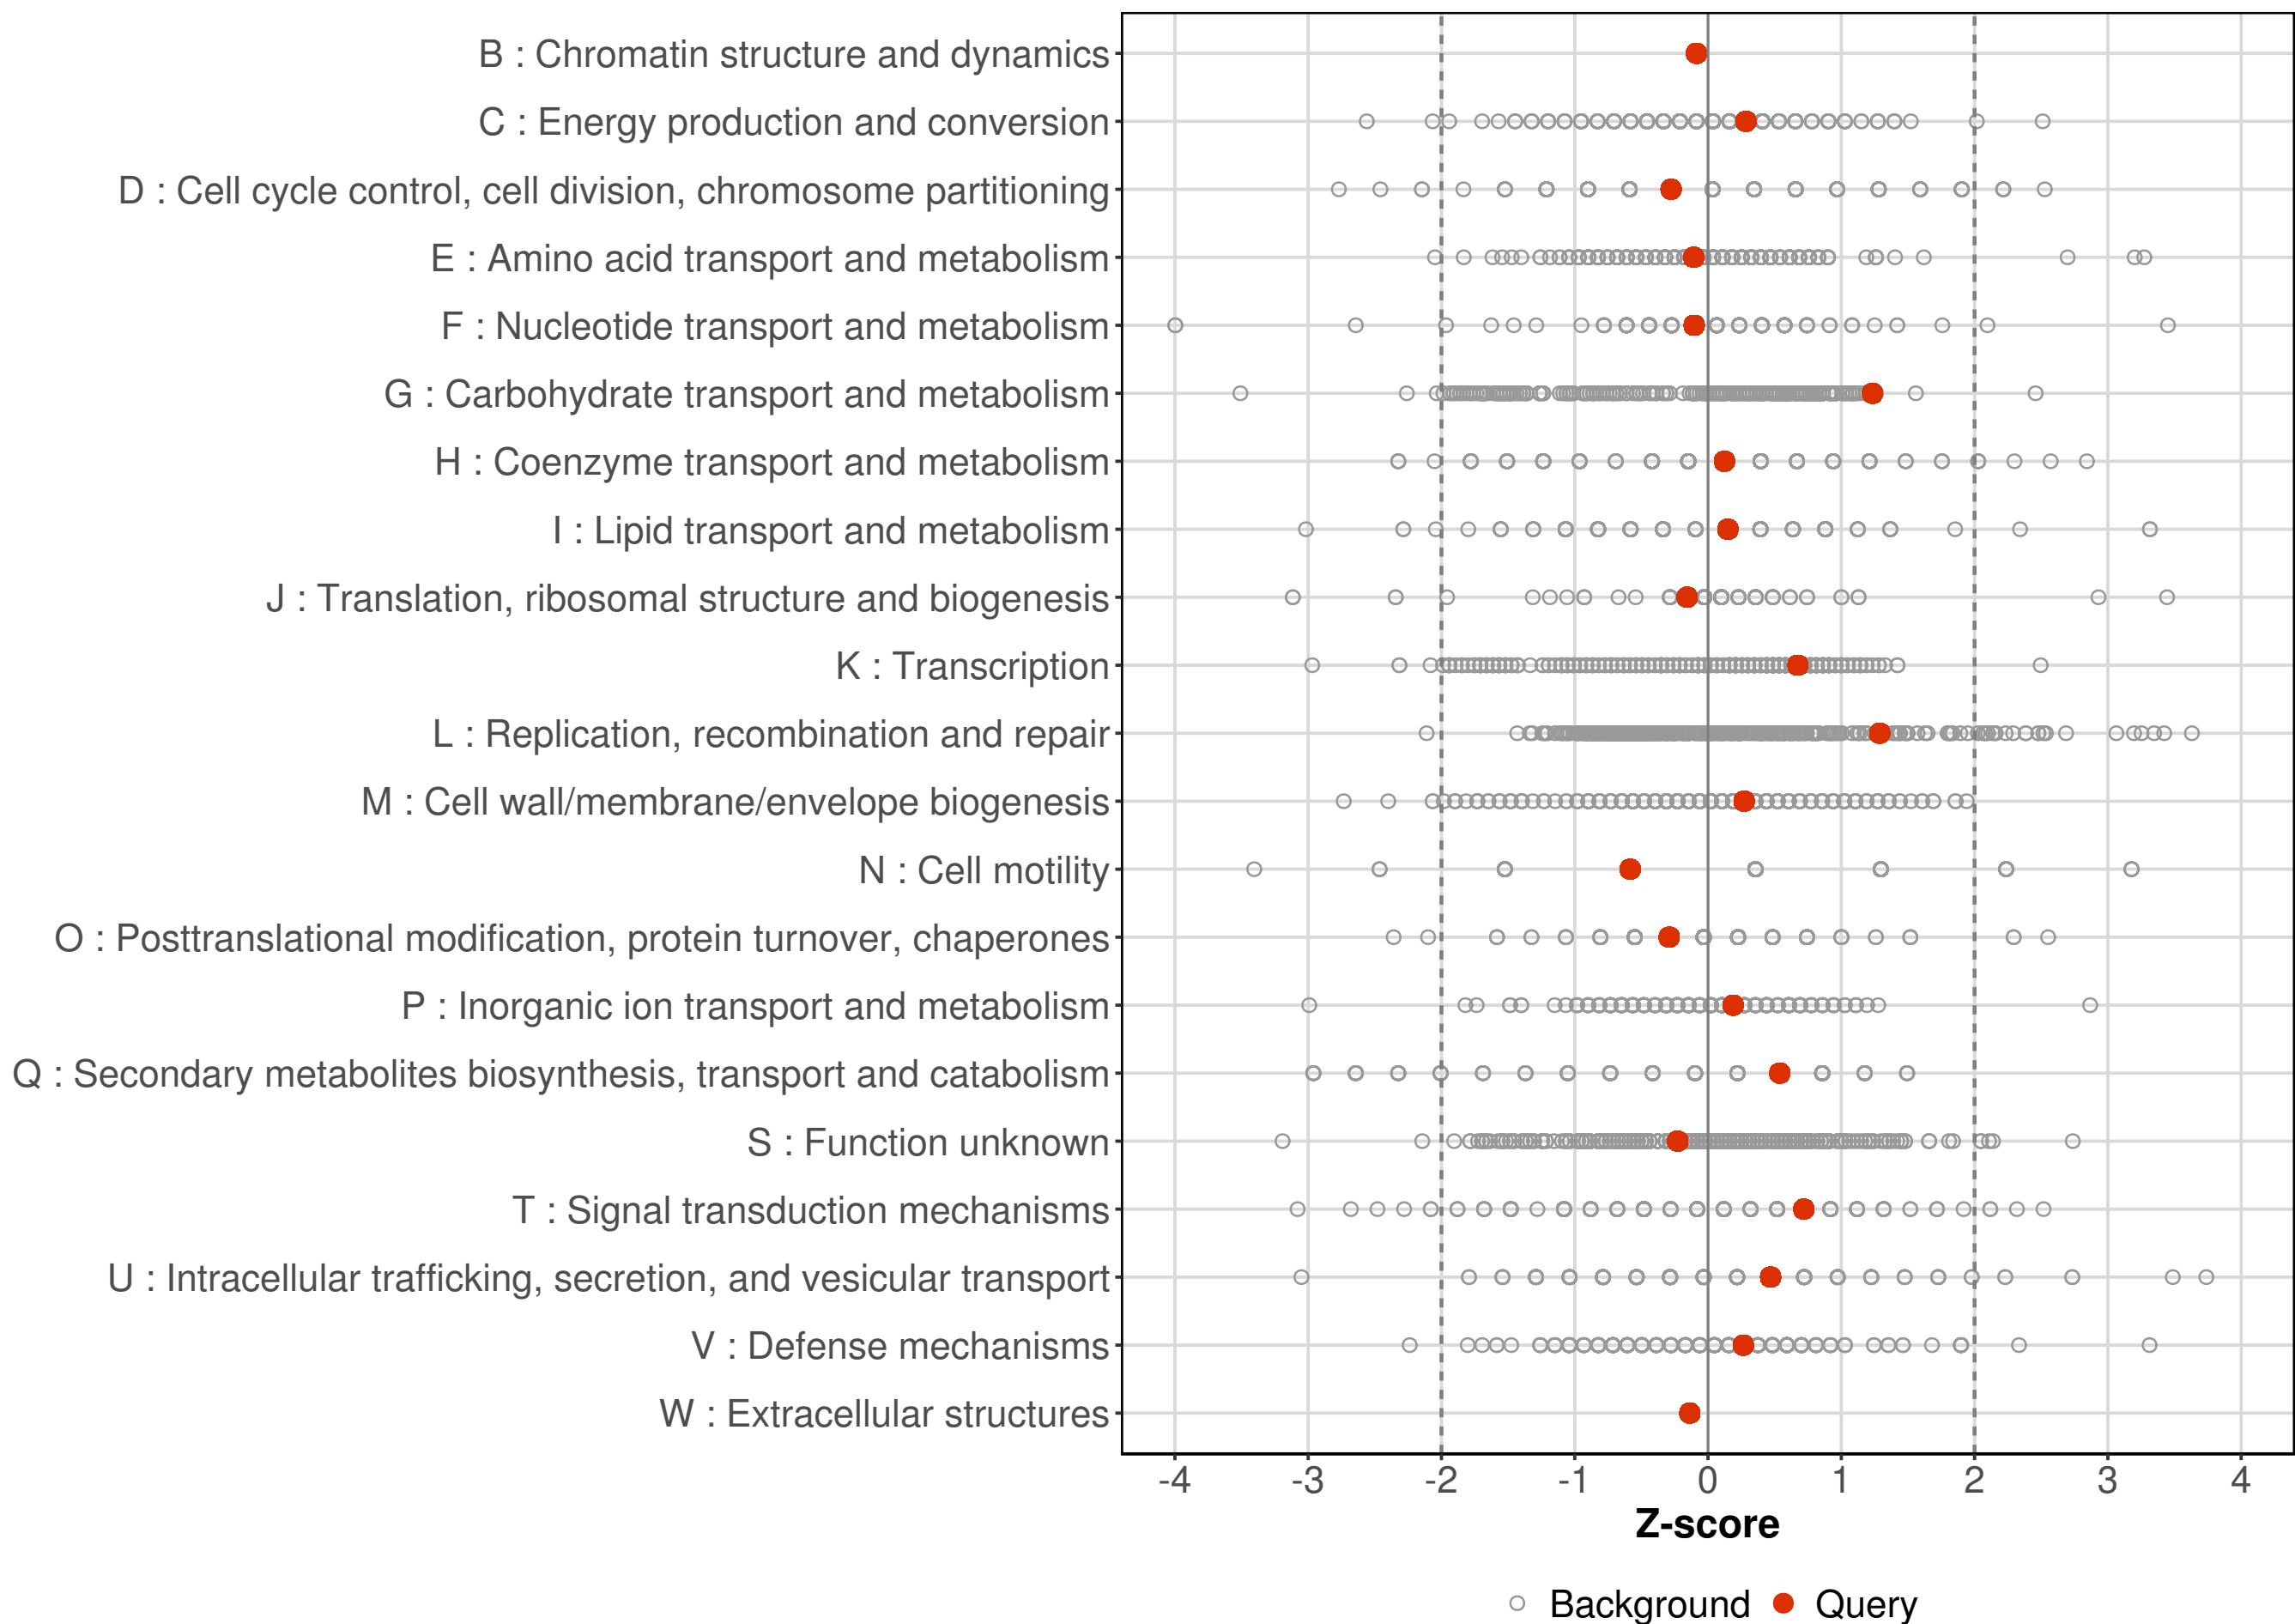 B : Chromatin structure and dynamics
C : Energy production and conversion
D : Cell cycle control, cell division, chromosome partitioning
E : Amino acid transport and metabolism
F : Nucleotide transport and metabolism
G : Carbohydrate transport and metabolism
H : Coenzyme transport and metabolism
I : Lipid transport and metabolism
J : Translation, ribosomal structure and biogenesis
K : Transcription
L : Replication, recombination and repair
M : Cell wall/membrane/envelope biogenesis
N : Cell motility
O : Posttranslational modification, protein turnover, chaperones
P : Inorganic ion transport and metabolism
Q : Secondary metabolites biosynthesis, transport and catabolism
S : Function unknown
T : Signal transduction mechanisms
U : Intracellular trafficking, secretion, and vesicular transport
V : Defense mechanisms
W : Extracellular structures
-4 -3 -2 -1 0 1 2 3 4
Z-score
Background Query